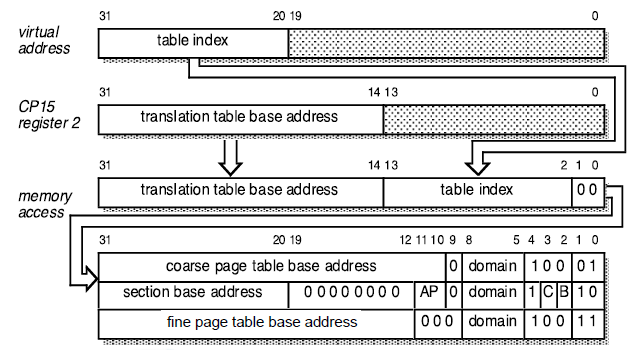 31 20 19 0
virtual address table index
31 14 13 0
CP15 register 2 translation table base address
31 14 13 2 1 0
memory access translation table base address table index 0 0
31 20 19 12 11 10 9 8 5 4 3 2 1 0
coarse page table base address 0 domain 1 0 0 0 1
section base address 0 0 0 0 0 0 0 0 AP 0 domain 1 C B 1 0
fine page table base address 0 0 0 domain 1 0 0 1 1